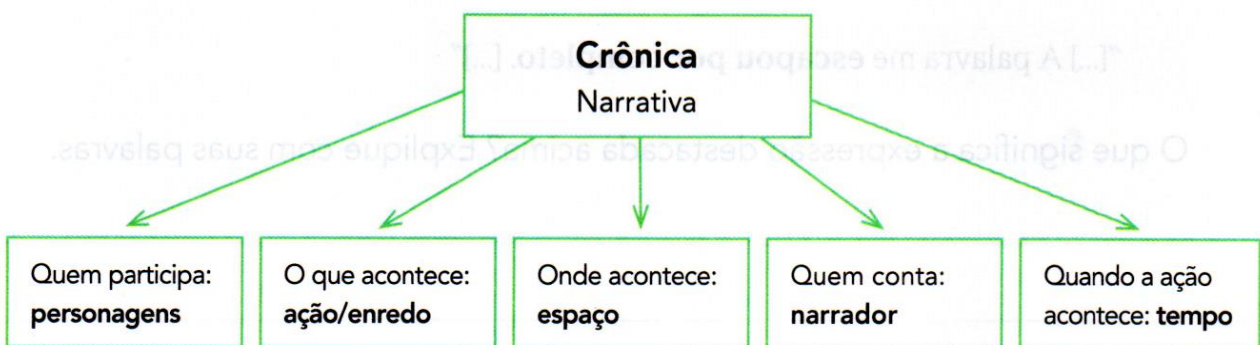 "[...] A palavra me escapou por completo. [...]"
Crônica
Narrativa
O que significa a expressão destacada acima? Explique com suas palavras.
Quem participa:
personagens
O que acontece:
ação/enredo
Onde acontece:
espaço
Quem conta:
narrador
Quando a ação
acontece: tempo